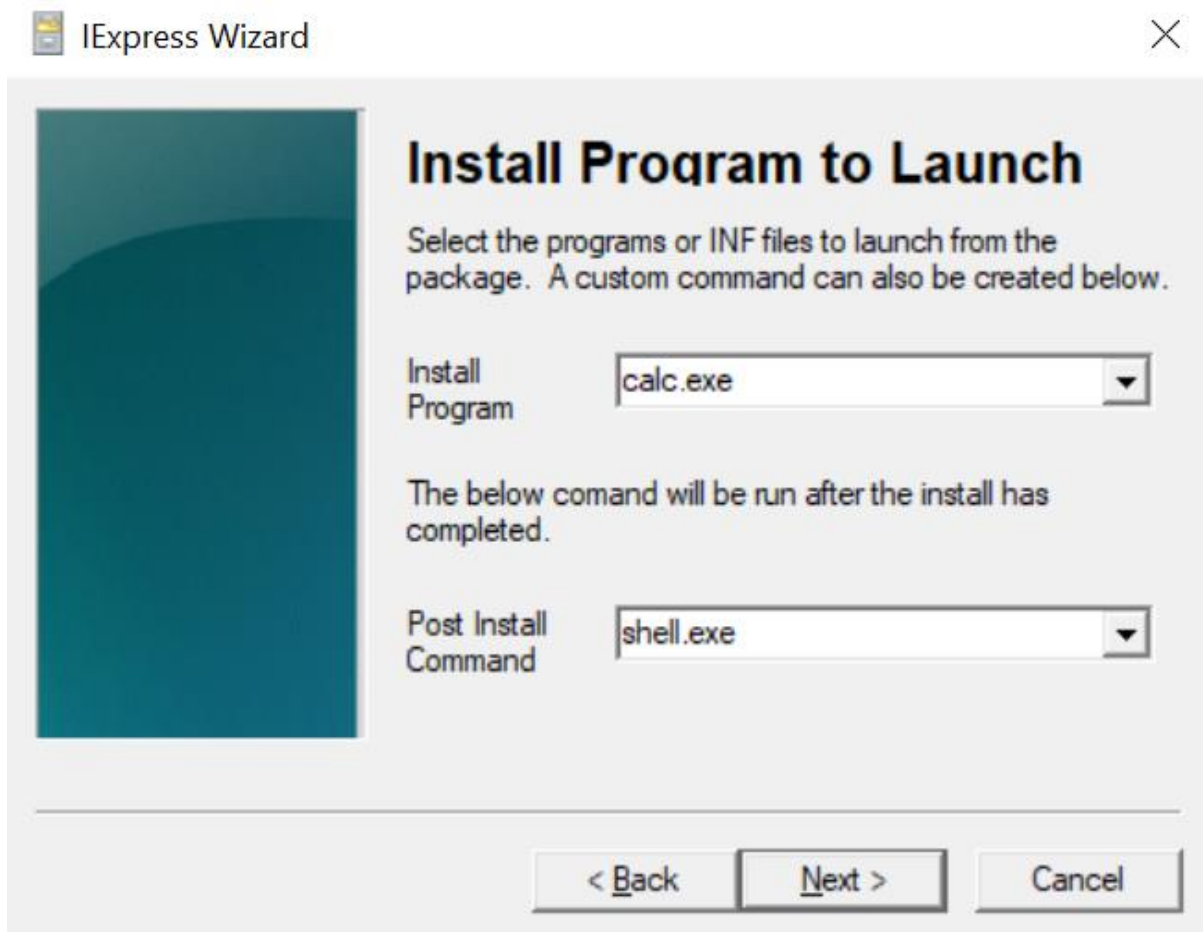 IExpress Wizard
Install Program to Launch
Select the programs or INF files to launch from the
package.  A custom command can also be created below.
Install
Program
calc.exe
The below comand will be run after the install has
completed.
Post Install
Command
shell.exe
< Back
Next >
Cancel